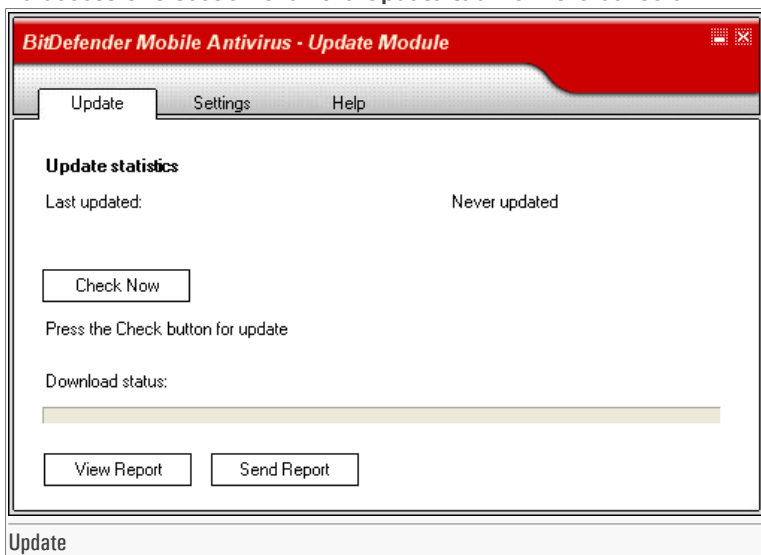 BitDefender Mobile Antivirus - Update Module
Update Settings Help
Update statistics
Last updated: Never updated
Check Now
Press the Check button for update
Download status:
View Report Send Report
Update